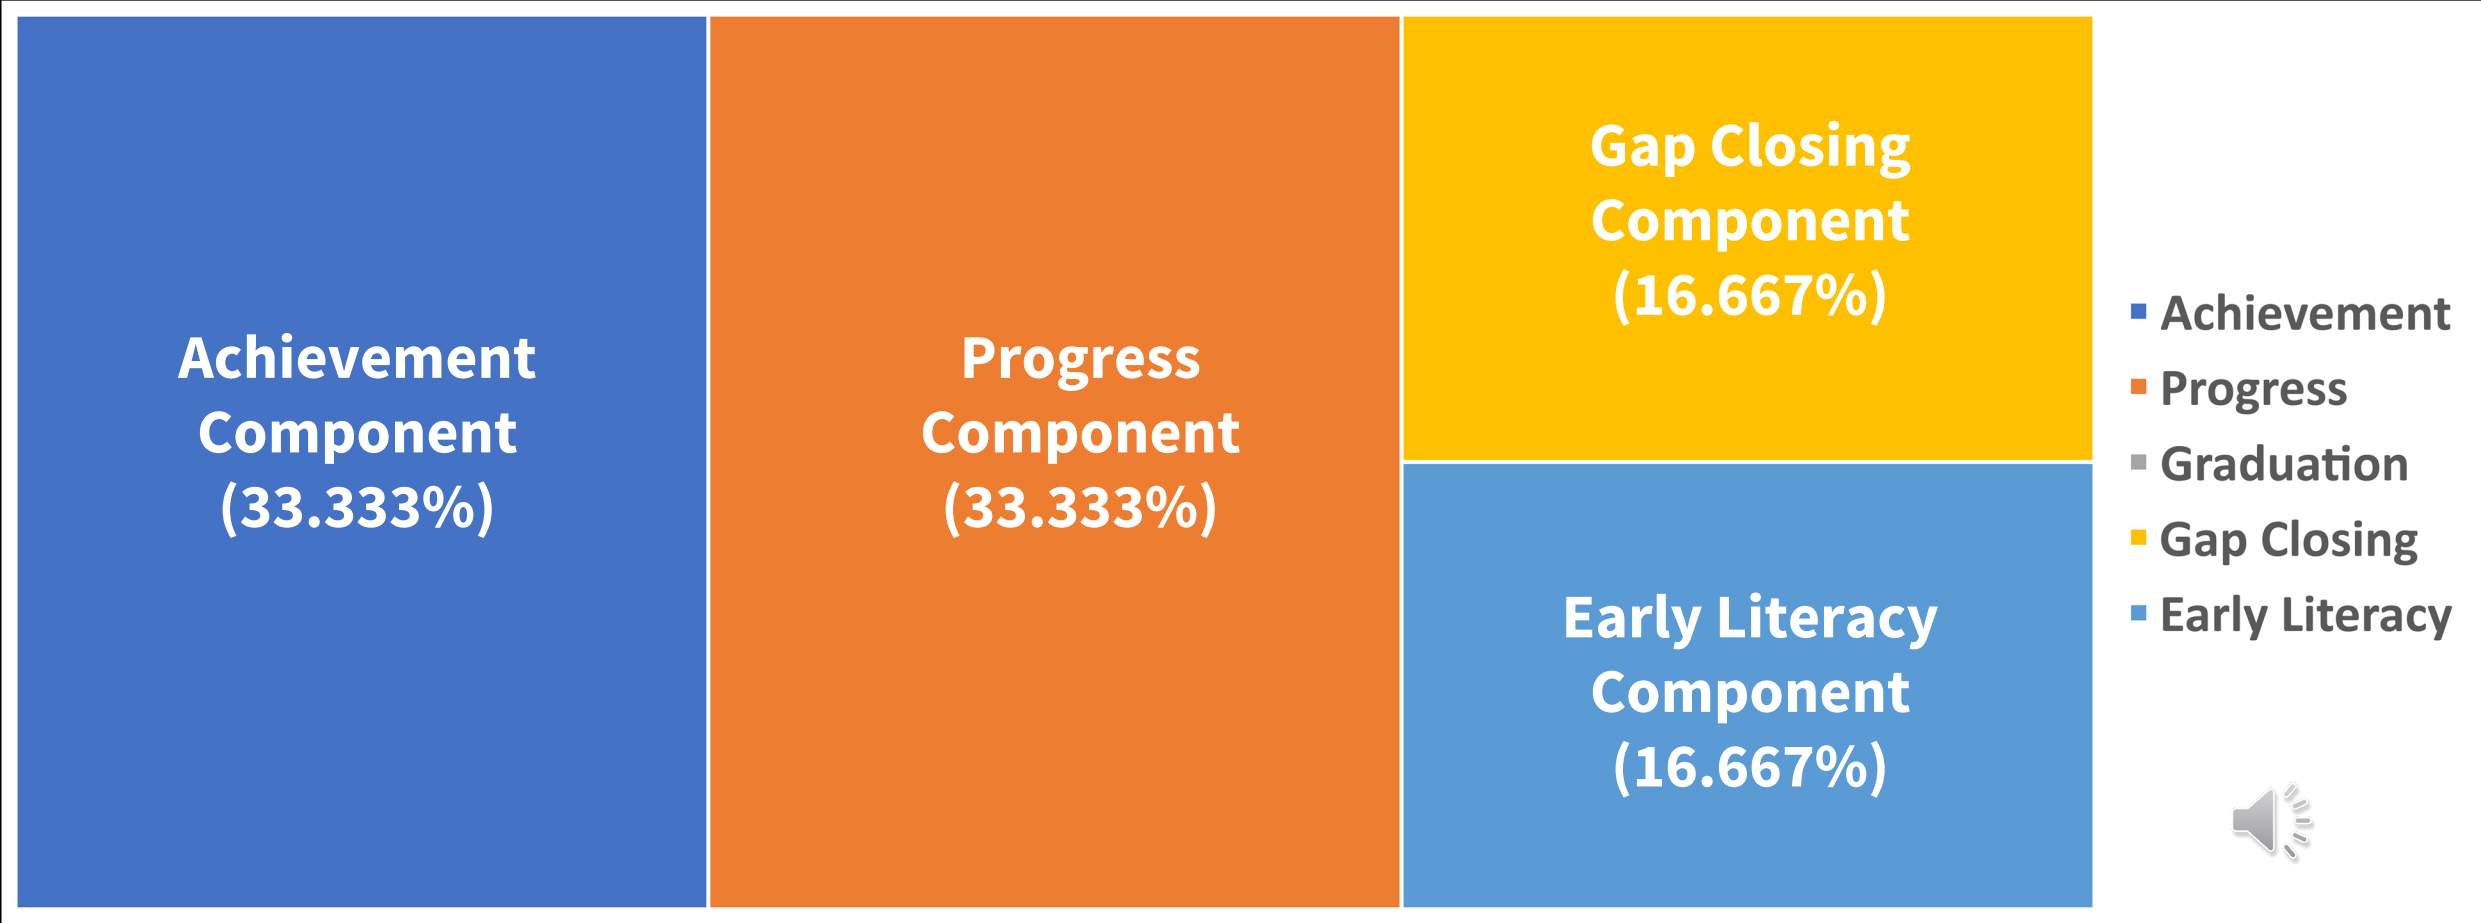 Achievement
Component
(33.333%)
Progress
Component
(33.333%)
Gap Closing
Component
(16.667%)
Early Literacy
Component
(16.667%)
Achievement
Progress
Graduation
Gap Closing
Early Literacy